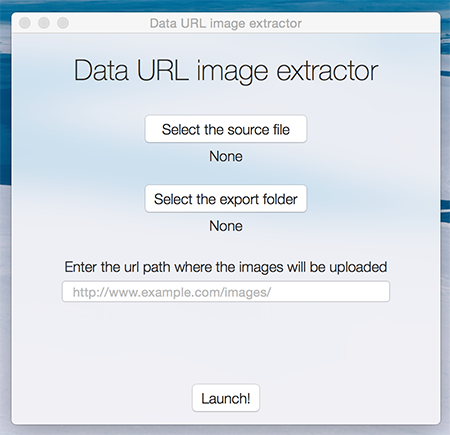 Data URL image extractor
Data URL image extractor
Select the source file
None
Select the export folder
None
Enter the url path where the images will be uploaded
http://www.example.com/images/
Launch!